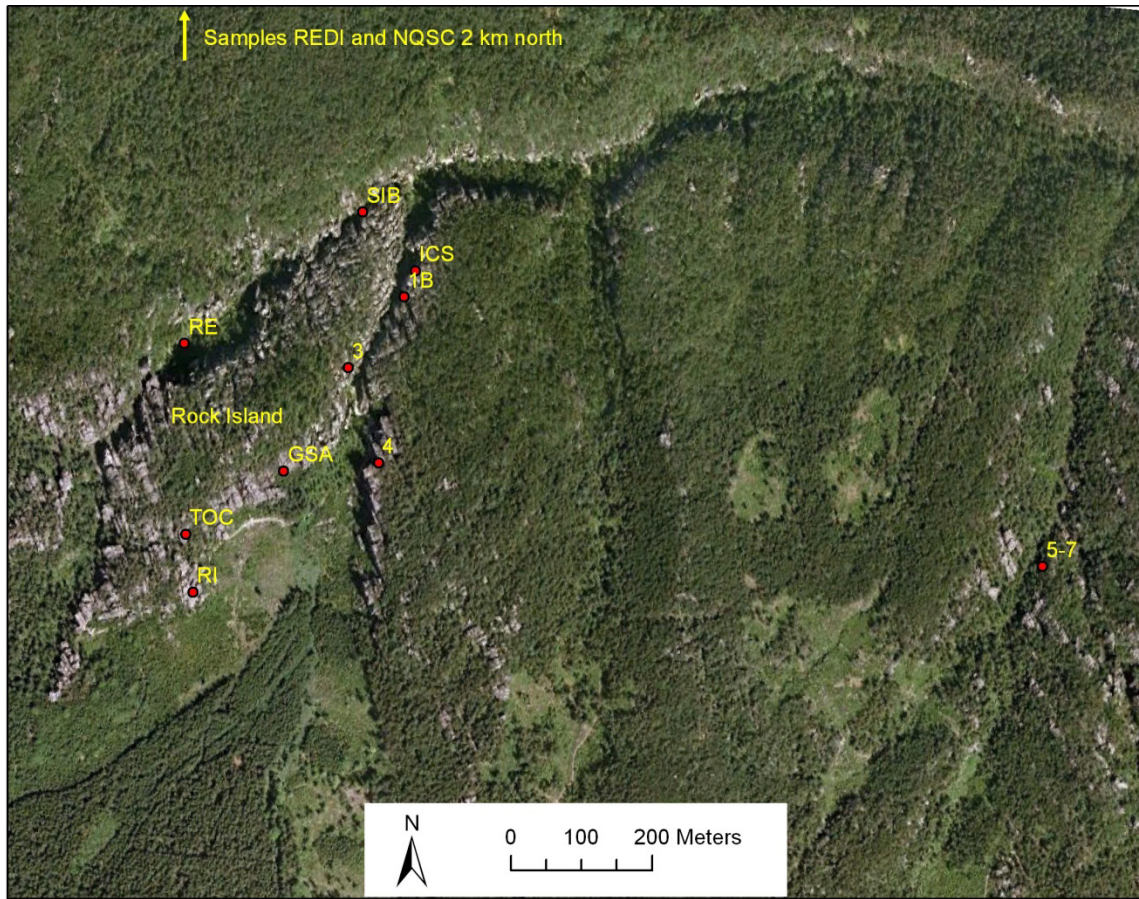 Samples REDI and NQSC 2 km north
SIB
ICS
1B
RE
3
Rock Island
GSA
4
TOC
5-7
RI
N
0 100 200 Meters